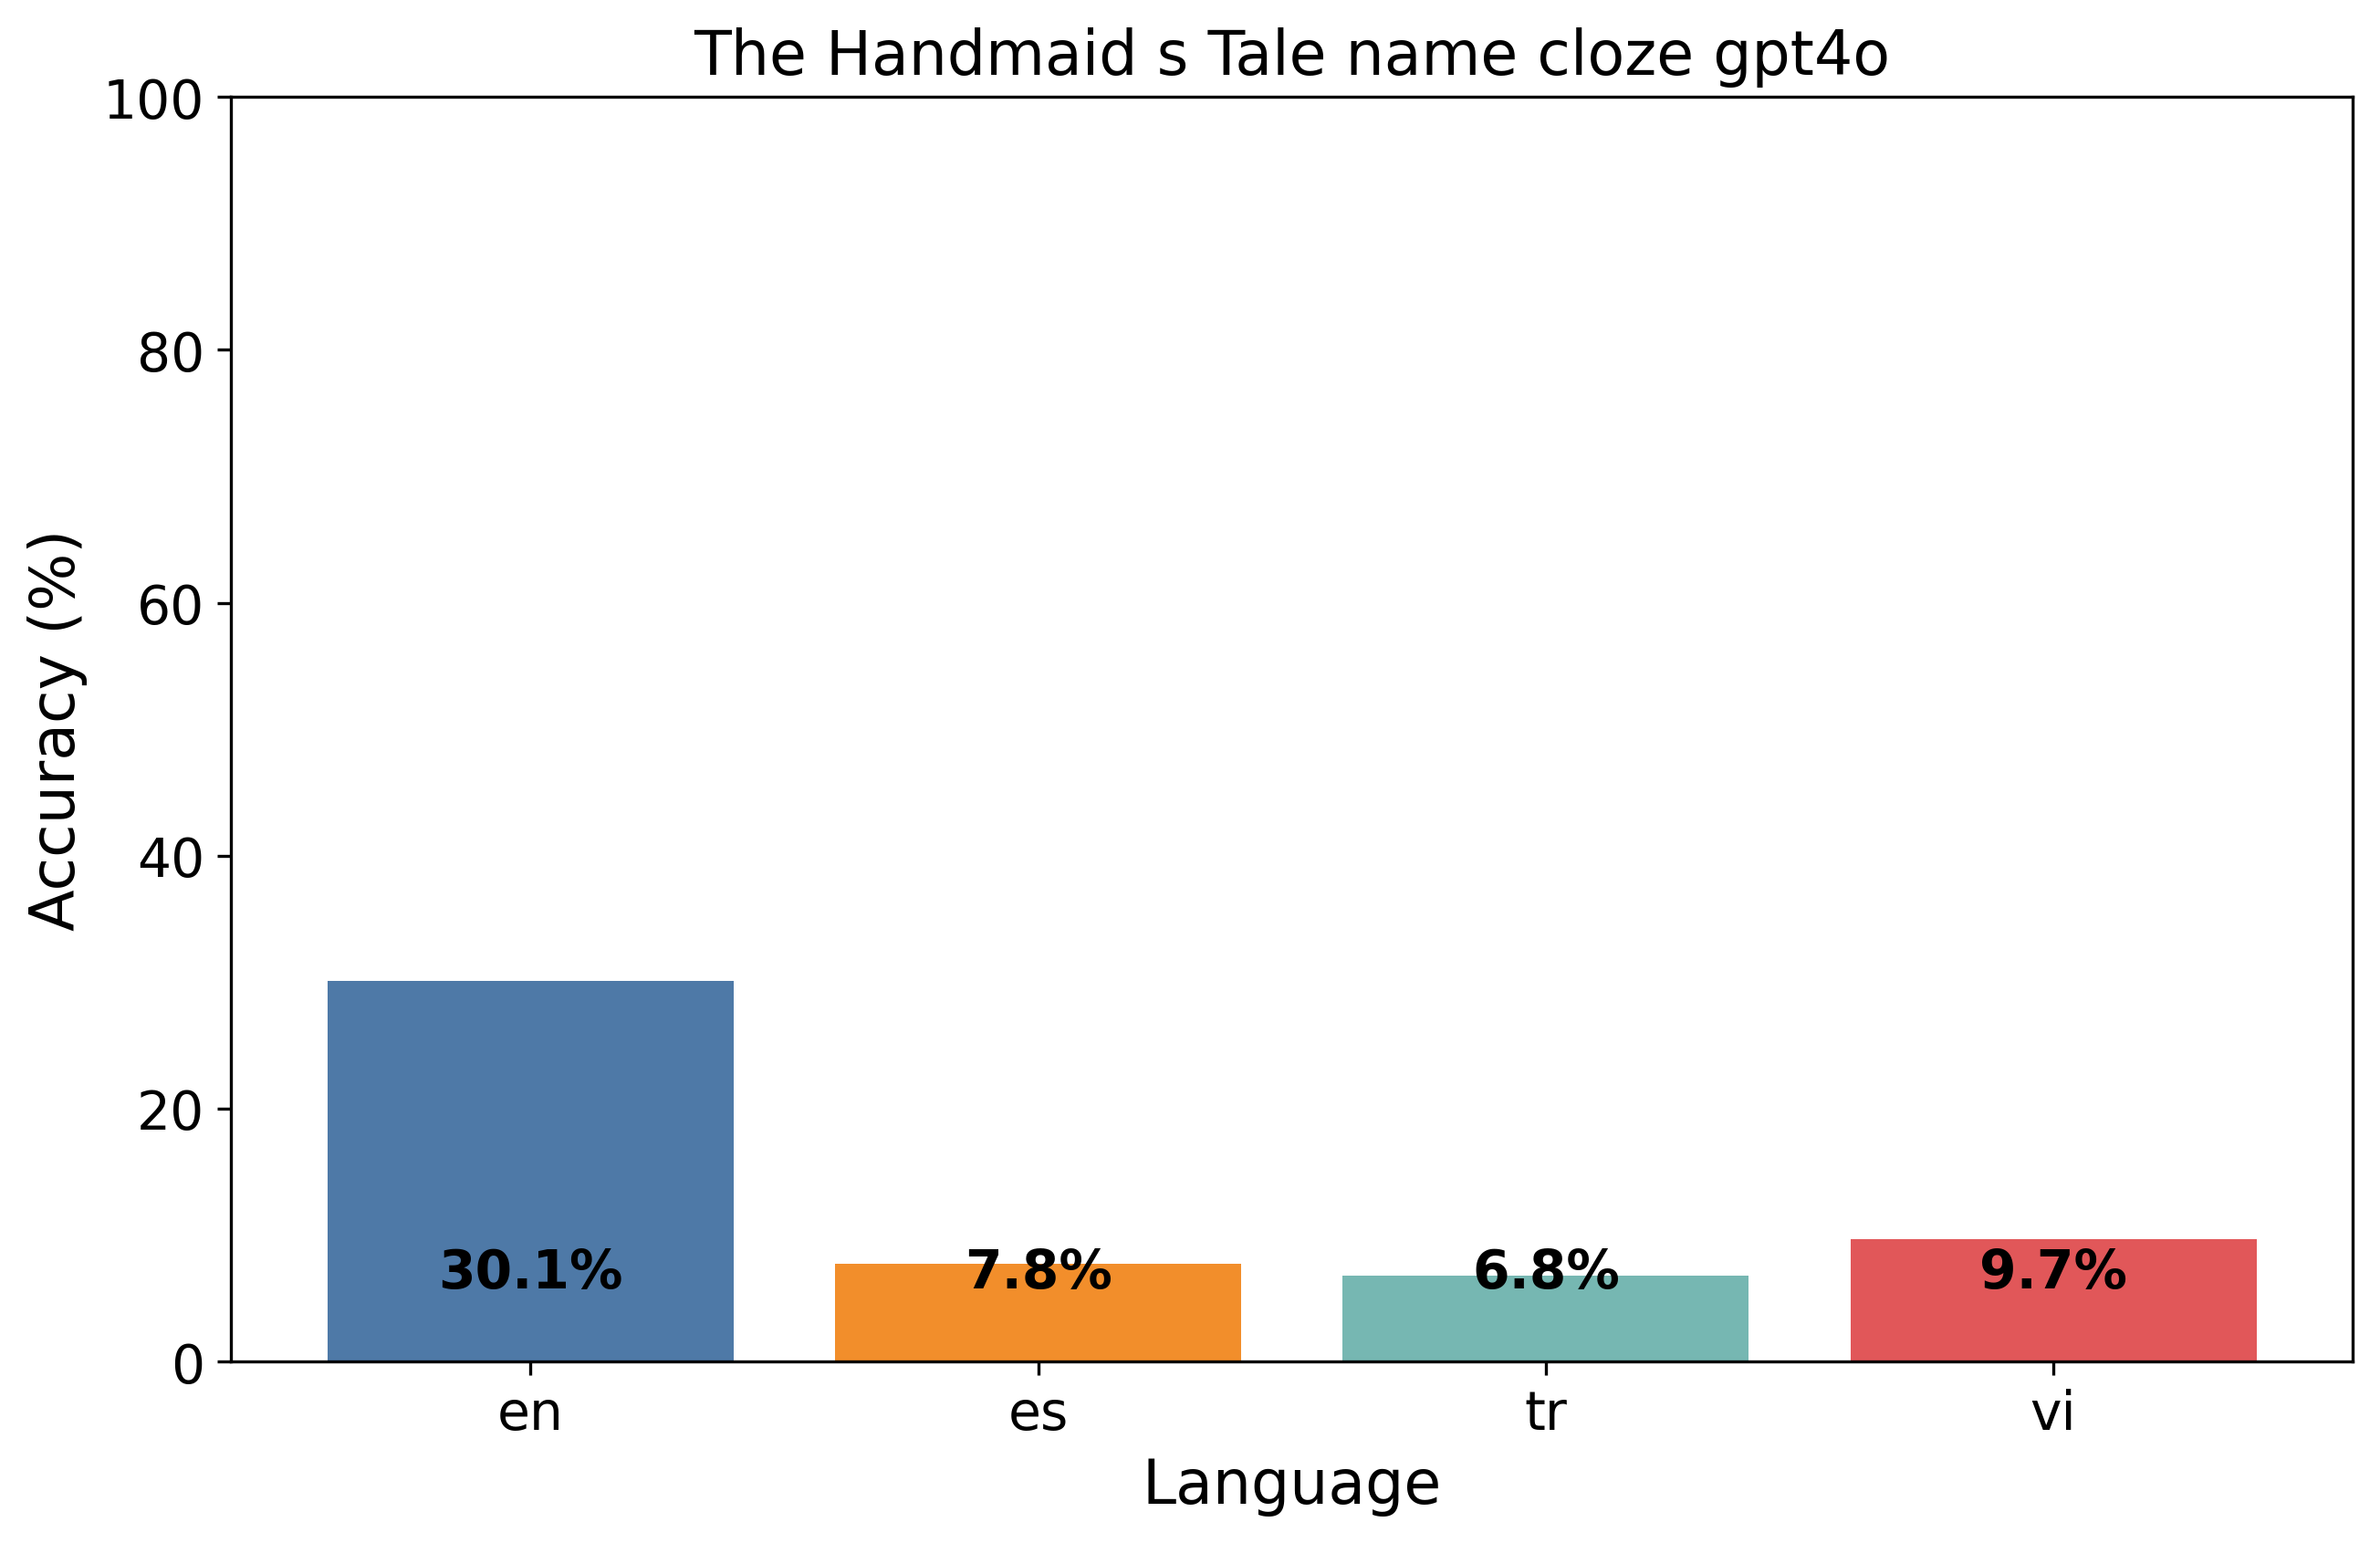 The Handmaid s Tale name cloze gpt4o
100
80
60
40
20
0
Accuracy (%)
30.1%
7.8%
6.8%
9.7%
en
es
tr
vi
Language